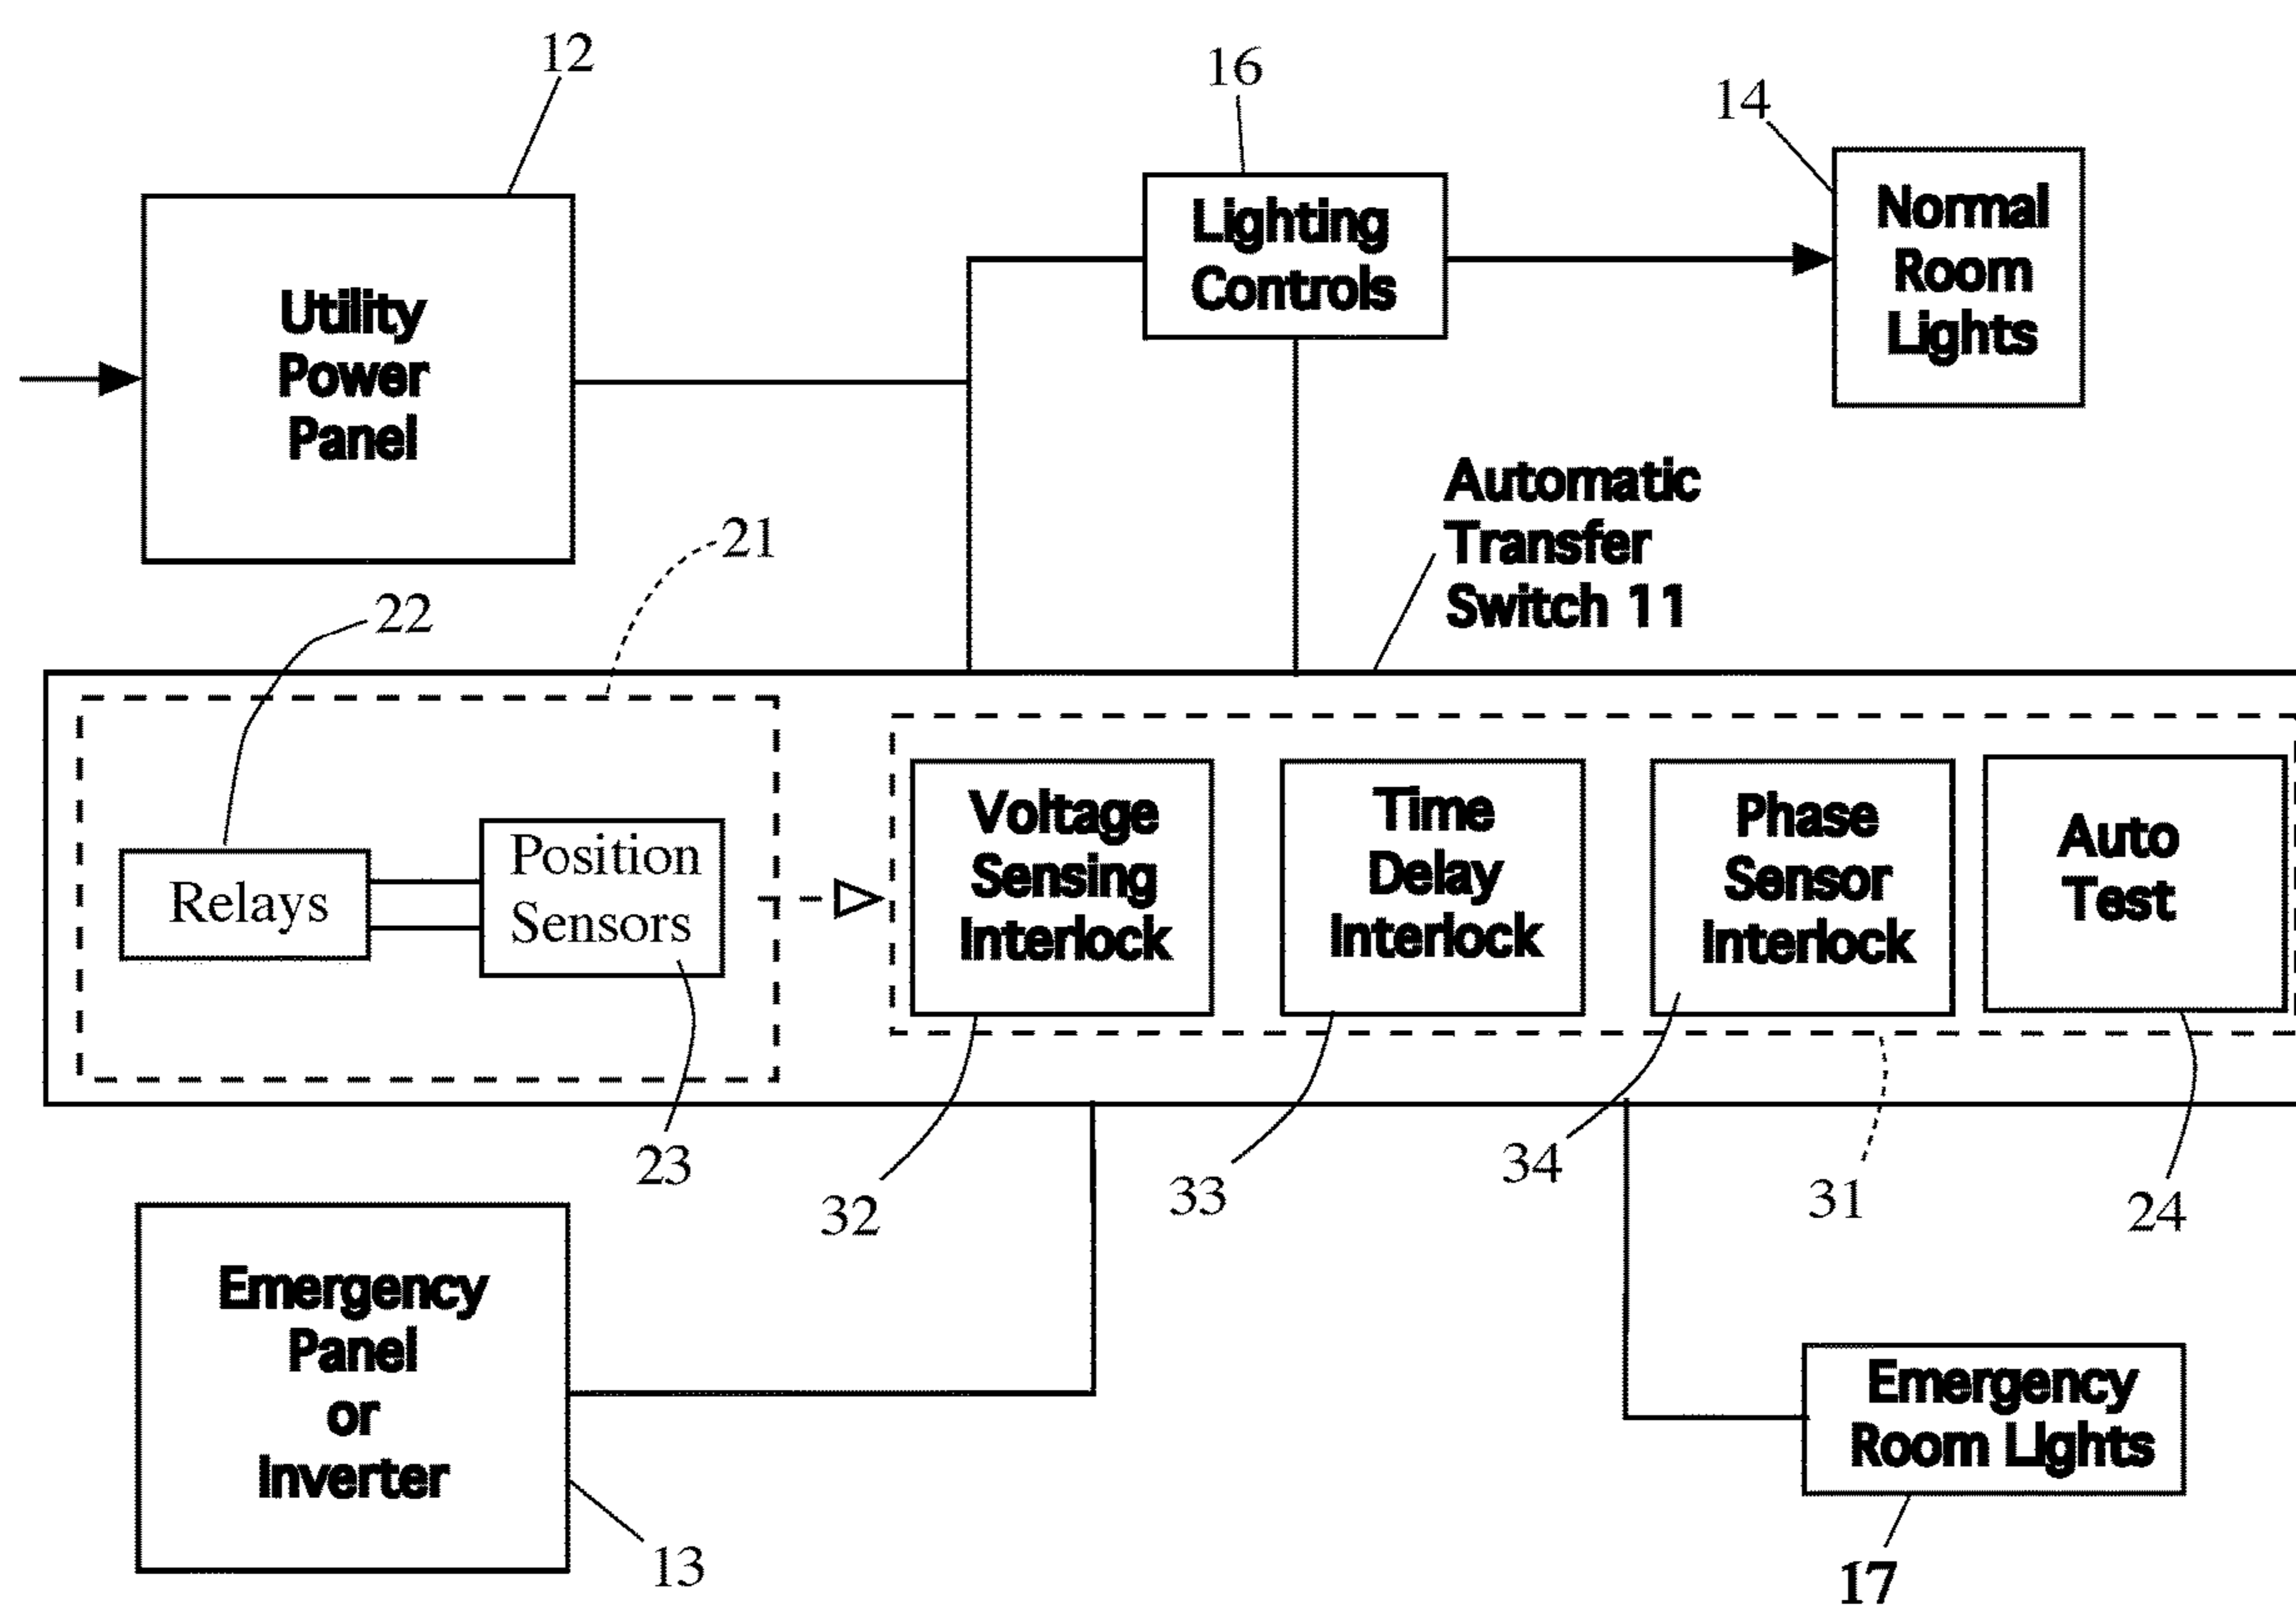 12
16
14
Utility
Power
Panel
Lighting
Controls
Normal
Room
Lights
Automatic
Transfer
Switch 11
21
22
Relays
Position
Sensors
Voltage
Sensing
Interlock
Time
Delay
Interlock
Phase
Sensor
Interlock
Auto
Test
23
32
33
34
31
24
Emergency
Panel
or
Inverter
13
Emergency
Room Lights
17